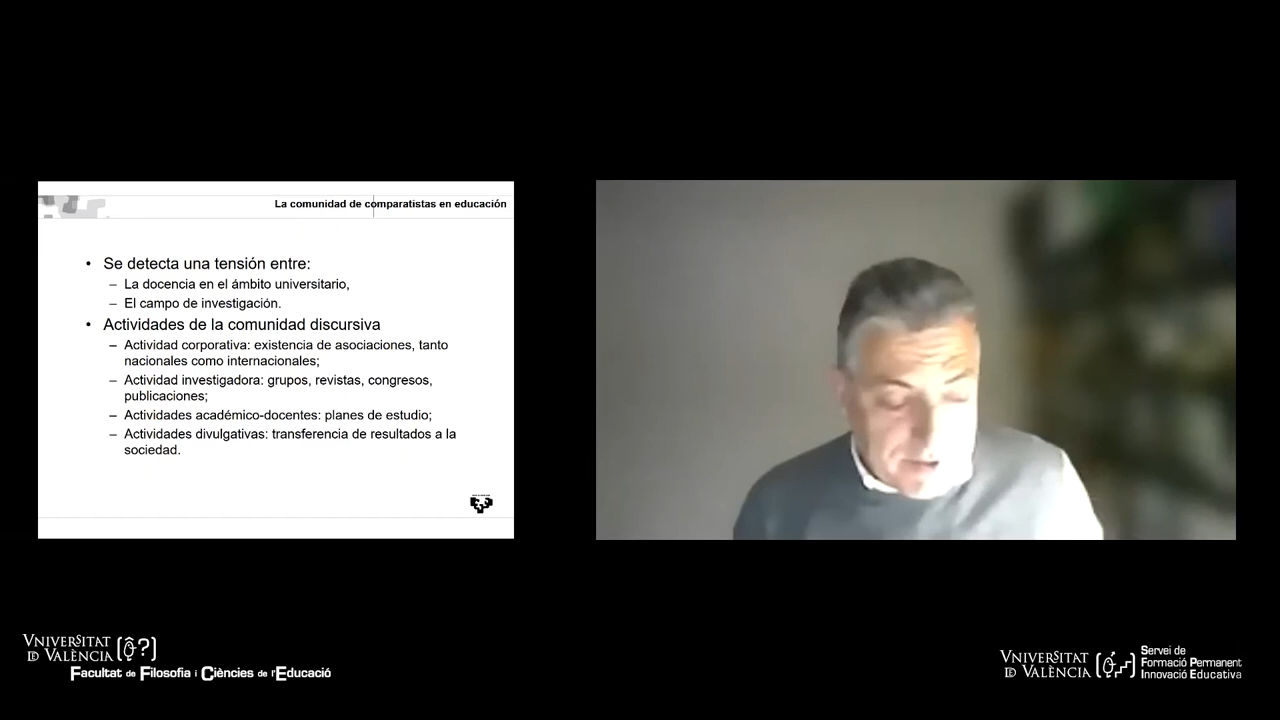 La comunidad de comparatistas en educación
• Se detecta una tensión entre:
– La docencia en el ámbito universitario,
– El campo de investigación.
• Actividades de la comunidad discursiva
– Actividad corporativa: existencia de asociaciones, tanto
nacionales como internacionales;
– Actividad investigadora: grupos, revistas, congresos,
publicaciones;
– Actividades académico-docentes: planes de estudio;
– Actividades divulgativas: transferencia de resultados a la
sociedad.
VNIVERSITAT
ID VALÈNCIA
Facultat de Filosofia i Ciències de l'Educació
VNIVERSITAT
ID VALÈNCIA
Servei de
Formació Permanent
Innovació Educativa